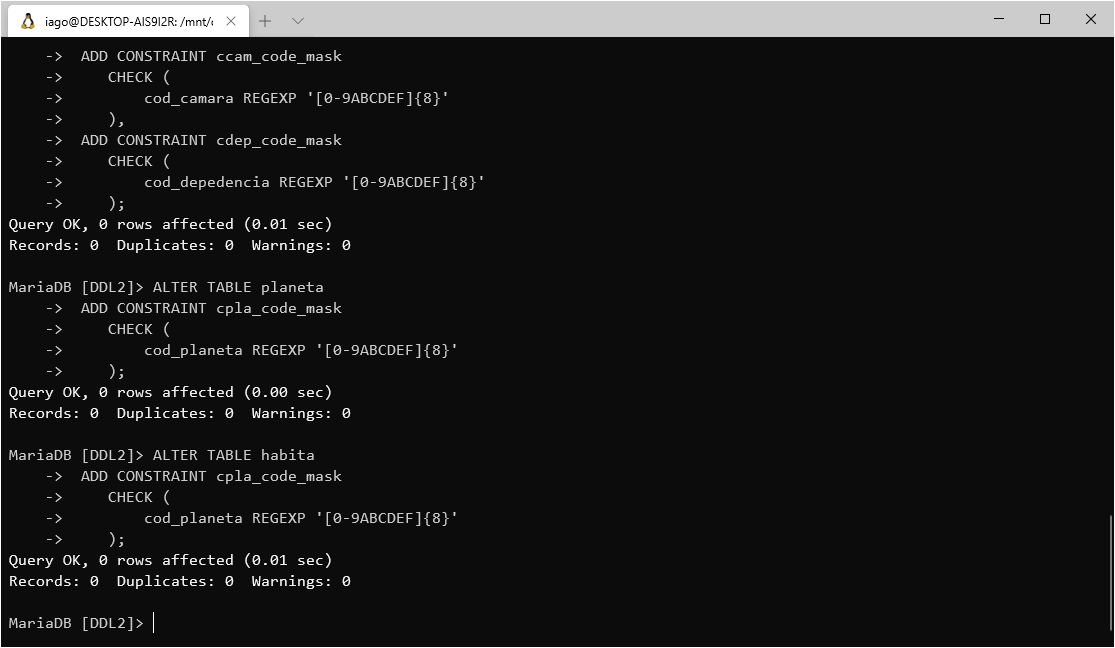 iago@DESKTOP-AIS9I2R: /mnt/c
    ->  ADD CONSTRAINT ccam_code_mask
    ->     CHECK (
    ->         cod_camara REGEXP '[0-9ABCDEF]{8}'
    ->     ),
    ->  ADD CONSTRAINT cdep_code_mask
    ->     CHECK (
    ->         cod_depedencia REGEXP '[0-9ABCDEF]{8}'
    ->     );
Query OK, 0 rows affected (0.01 sec)
Records: 0  Duplicates: 0  Warnings: 0
MariaDB [DDL2]> ALTER TABLE planeta
    ->  ADD CONSTRAINT cpla_code_mask
    ->     CHECK (
    ->         cod_planeta REGEXP '[0-9ABCDEF]{8}'
    ->     );
Query OK, 0 rows affected (0.00 sec)
Records: 0  Duplicates: 0  Warnings: 0
MariaDB [DDL2]> ALTER TABLE habita
    ->  ADD CONSTRAINT cpla_code_mask
    ->     CHECK (
    ->         cod_planeta REGEXP '[0-9ABCDEF]{8}'
    ->     );
Query OK, 0 rows affected (0.01 sec)
Records: 0  Duplicates: 0  Warnings: 0
MariaDB [DDL2]>